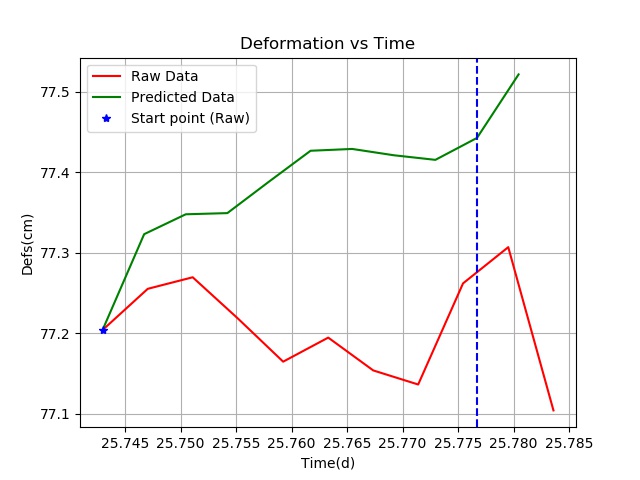 Deformation vs Time
Raw Data
Predicted Data
Start point (Raw)
Defs(cm)
77.5
77.4
77.3
77.2
77.1
25.745 25.750 25.755 25.760 25.765 25.770 25.775 25.780 25.785
Time(d)